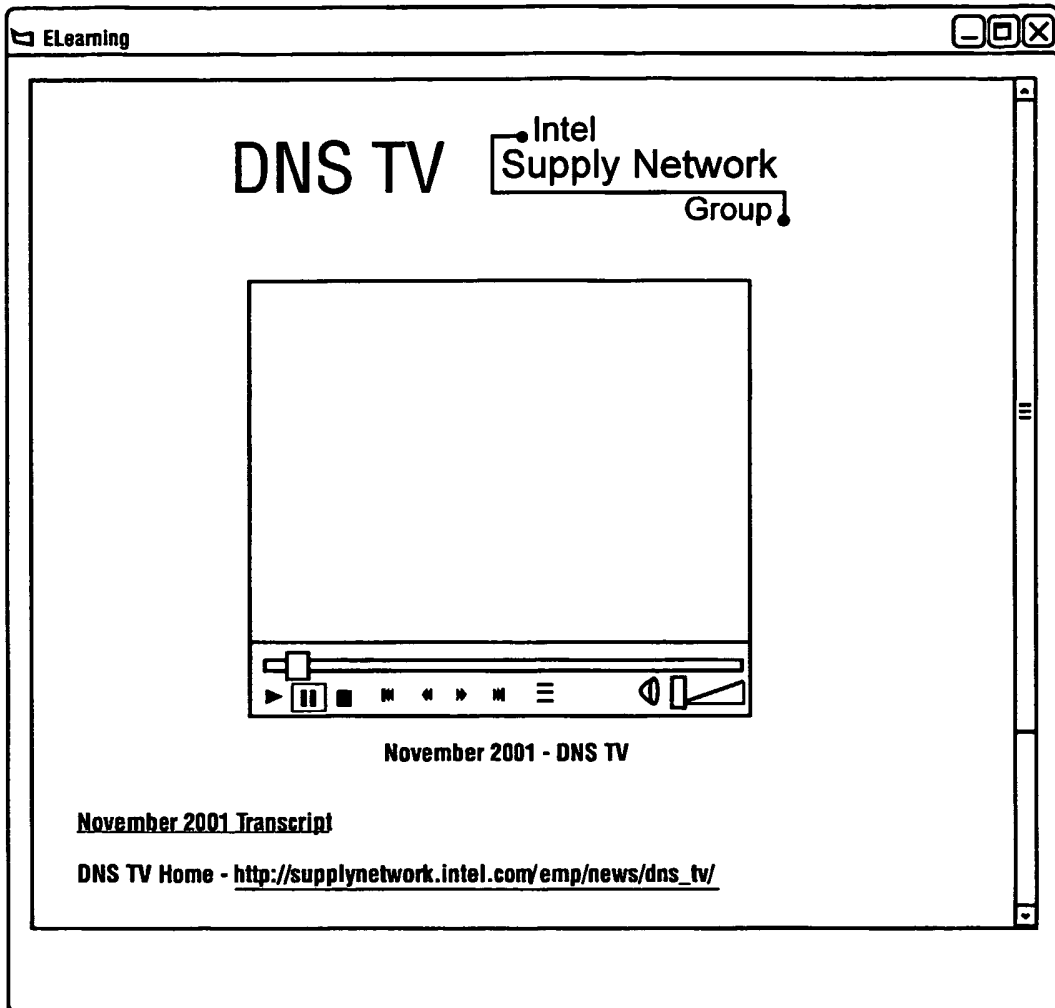 ELearning
DNS TV
Intel
Supply Network
Group
November 2001 - DNS TV
November 2001 Transcript
DNS TV Home - http://supplynetwork.intel.com/emp/news/dns_tv/